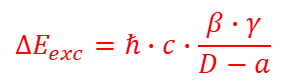 ΔE_exc = ħ · c · (β · γ)/(D − a)